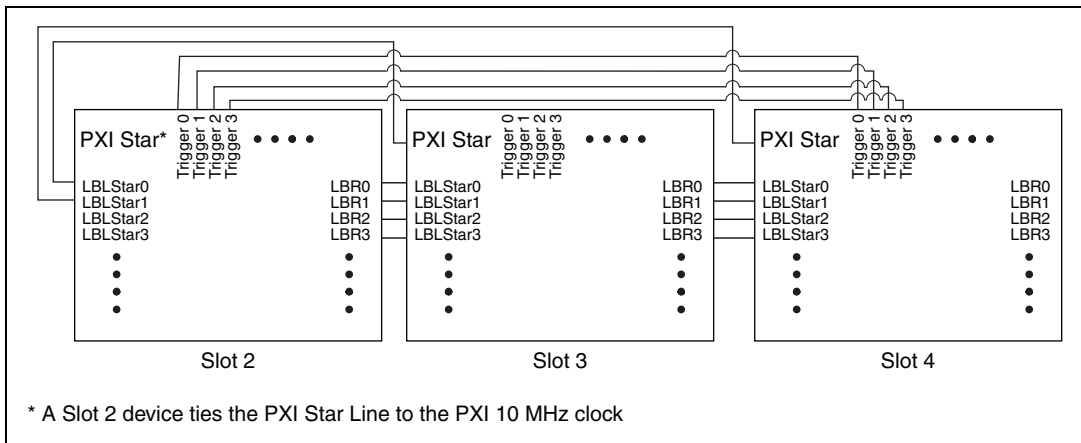 PXI Star*
Trigger 0
Trigger 1
Trigger 2
Trigger 3
LBLStar0
LBLStar1
LBLStar2
LBLStar3
LBR0
LBR1
LBR2
LBR3
Slot 2
PXI Star
Trigger 0
Trigger 1
Trigger 2
Trigger 3
LBLStar0
LBLStar1
LBLStar2
LBLStar3
LBR0
LBR1
LBR2
LBR3
Slot 3
PXI Star
Trigger 0
Trigger 1
Trigger 2
Trigger 3
LBLStar0
LBLStar1
LBLStar2
LBLStar3
LBR0
LBR1
LBR2
LBR3
Slot 4
* A Slot 2 device ties the PXI Star Line to the PXI 10 MHz clock